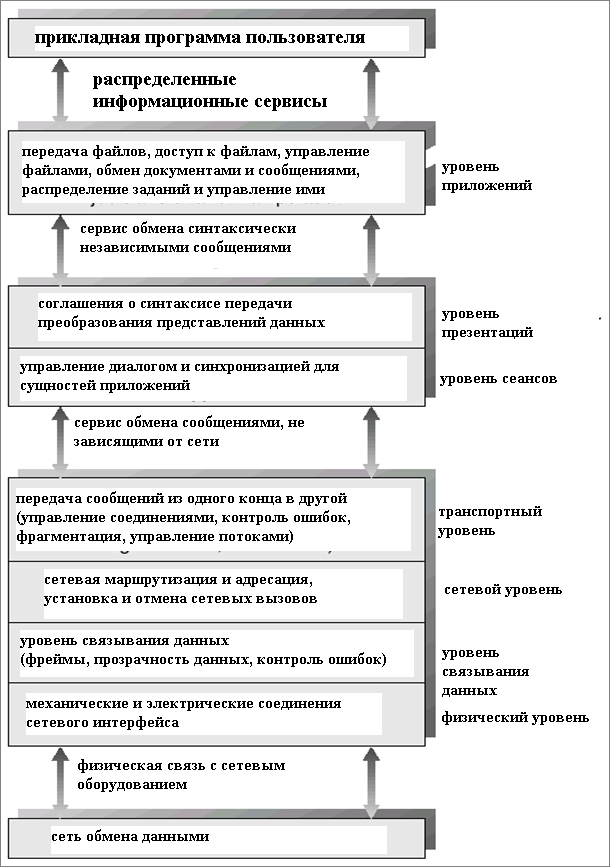 прикладная программа пользователя
распределенные
информационные сервисы
передача файлов, доступ к файлам, управление
файлами, обмен документами и сообщениями,
распределение заданий и управление ими
уровень
приложений
сервис обмена синтаксически
независимыми сообщениями
соглашения о синтаксисе передачи
преобразования представлений данных
уровень
презентаций
управление диалогом и синхронизацией для
сущностей приложений
уровень сеансов
сервис обмена сообщениями, не
зависящими от сети
передача сообщений из одного конца в другой
(управление соединениями, контроль ошибок,
фрагментация, управление потоками)
транспортный
уровень
сетевая маршрутизация и адресация,
установка и отмена сетевых вызовов
сетевой уровень
уровень связывания данных
(фреймы, прозрачность данных, контроль ошибок)
уровень
связывания
данных
механические и электрические соединения
сетевого интерфейса
физический уровень
физическая связь с сетевым
оборудованием
сеть обмена данными